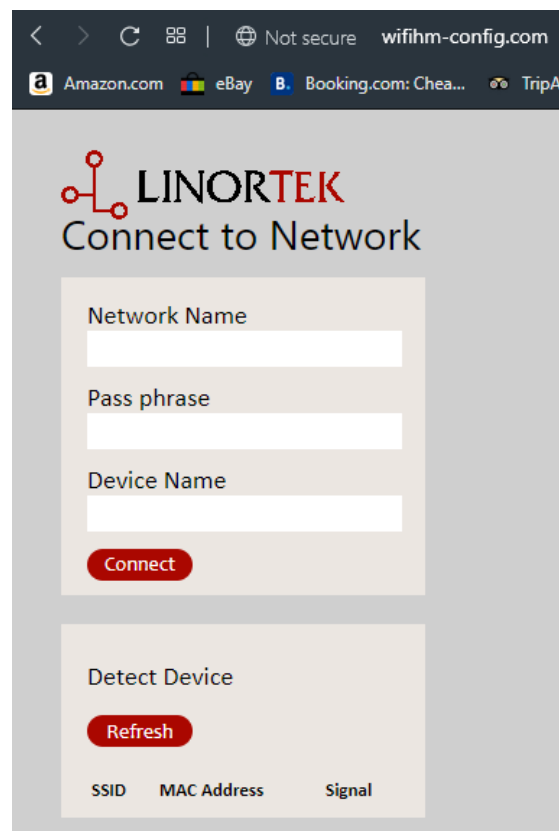 Not secure wifihm-config.com
a Amazon.com eBay B. Booking.com: Chea... TripA
LINORTEK
Connect to Network
Network Name
Pass phrase
Device Name
Connect
Detect Device
Refresh
SSID MAC Address Signal